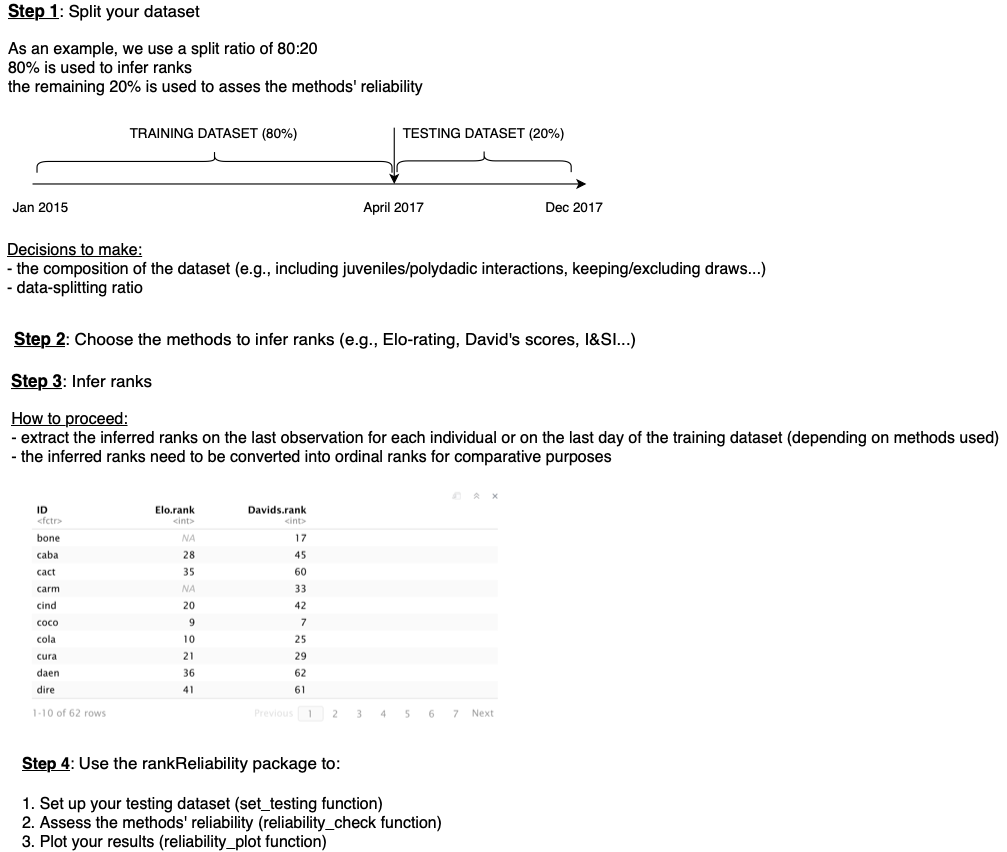 Step 1: Split your dataset
As an example, we use a split ratio of 80:20
80% is used to infer ranks
the remaining 20% is used to asses the methods' reliability
TRAINING DATASET (80%) TESTING DATASET (20%)
Jan 2015 April 2017 Dec 2017
Decisions to make:
- the composition of the dataset (e.g., including juveniles/polydadic interactions, keeping/excluding draws...)
- data-splitting ratio
Step 2: Choose the methods to infer ranks (e.g., Elo-rating, David's scores, I&SI...)
Step 3: Infer ranks
How to proceed:
- extract the inferred ranks on the last observation for each individual or on the last day of the training dataset (depending on methods used)
- the inferred ranks need to be converted into ordinal ranks for comparative purposes
ID Elo.rank Davids.rank
<fctr> <int> <int>
bone NA 17
caba 28 45
cact 35 60
carm NA 33
cind 20 42
coco 9 7
cola 10 25
cura 21 29
daen 36 62
dire 41 61
1-10 of 62 rows Previous 1 2 3 4 5 6 7 Next
Step 4: Use the rankReliability package to:
1. Set up your testing dataset (set_testing function)
2. Assess the methods' reliability (reliability_check function)
3. Plot your results (reliability_plot function)